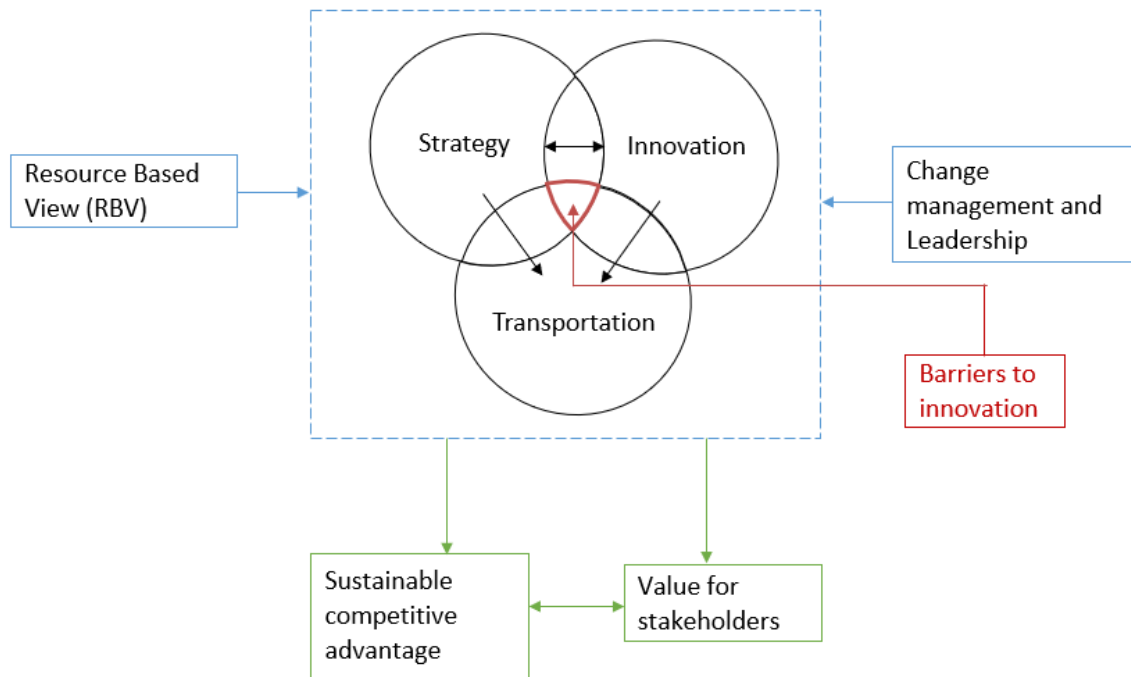 Strategy
Innovation
Resource Based
View (RBV)
Change
management and
Leadership
Transportation
Barriers to
innovation
Sustainable
competitive
advantage
Value for
stakeholders